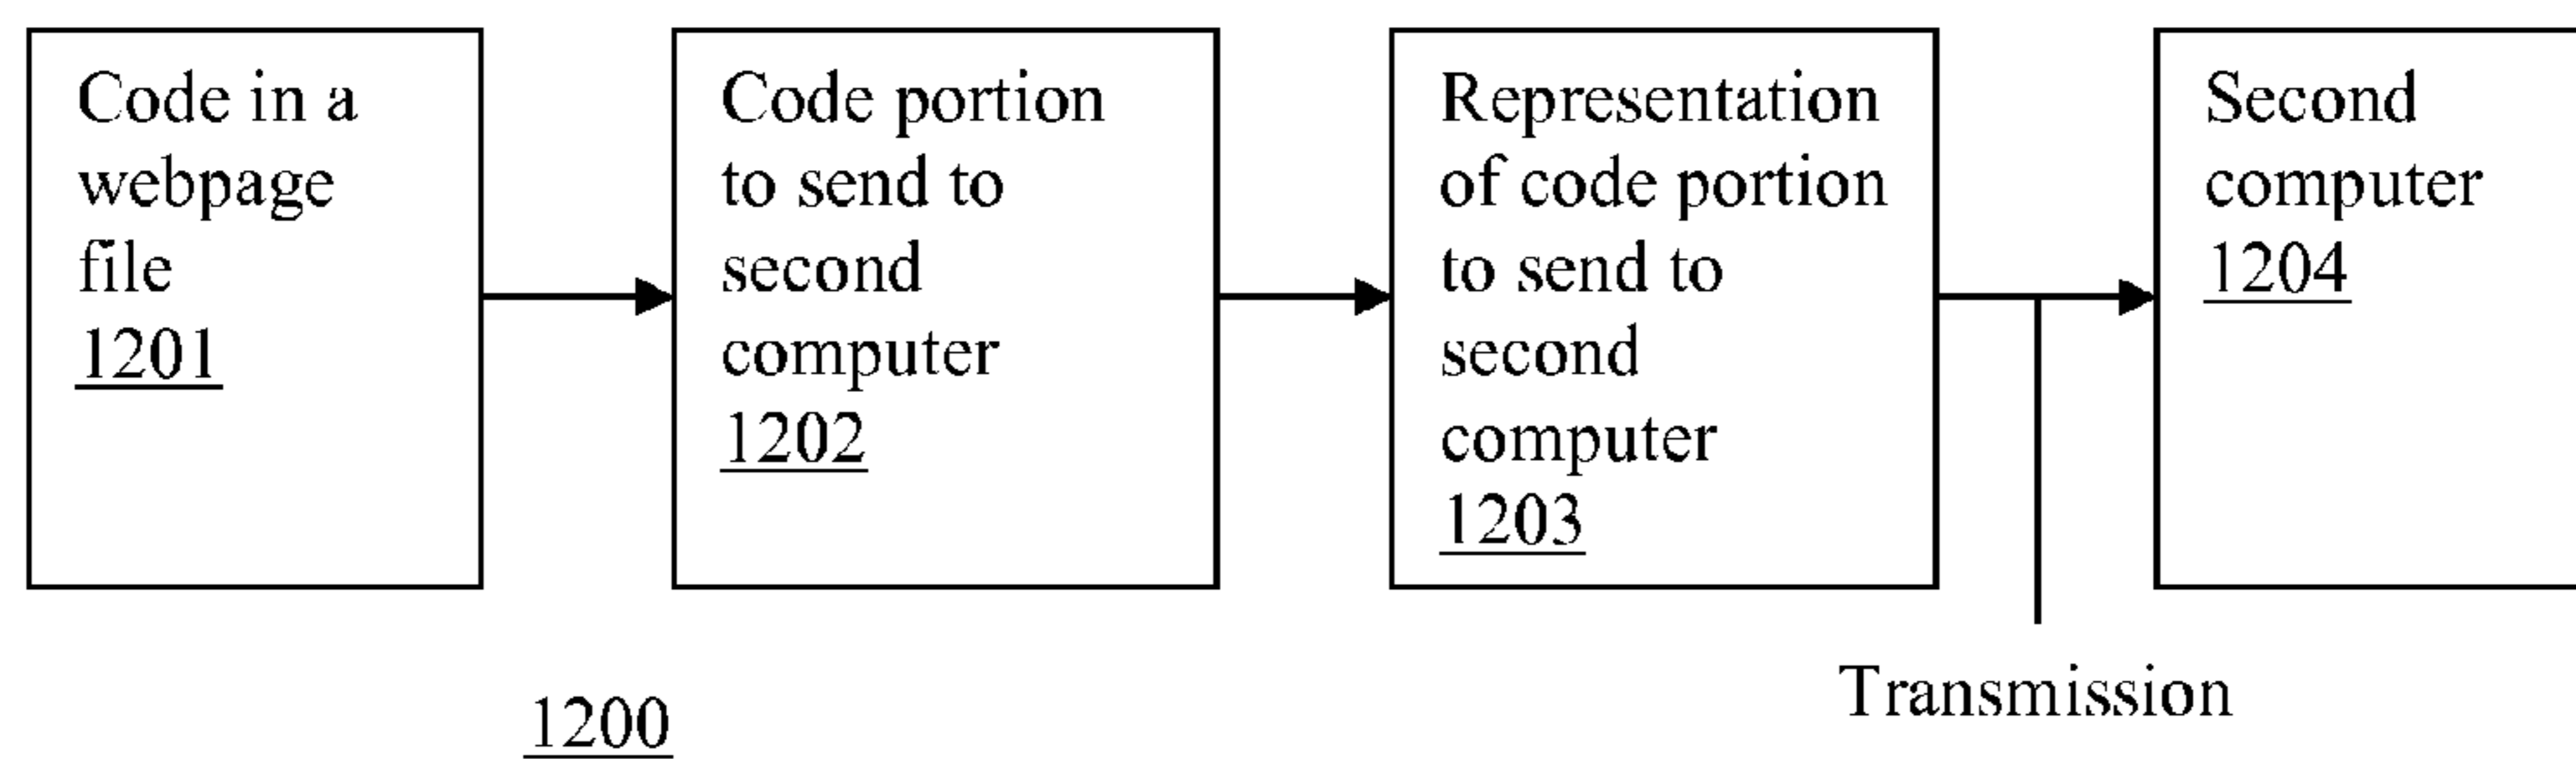 Code in a
webpage
file
1201
Code portion
to send to
second
computer
1202
Representation
of code portion
to send to
second
computer
1203
Second
computer
1204
Transmission
1200